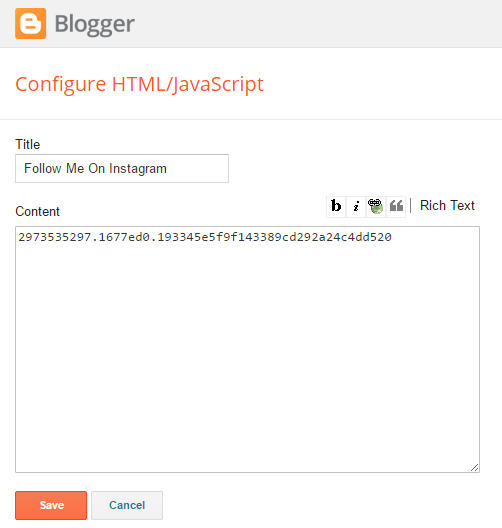 Blogger
Configure HTML/JavaScript
Title
Follow Me On Instagram
Content
b i Rich Text
2973535297.1677ed0.193345e5f9f143389cd292a24c4dd520
Save Cancel